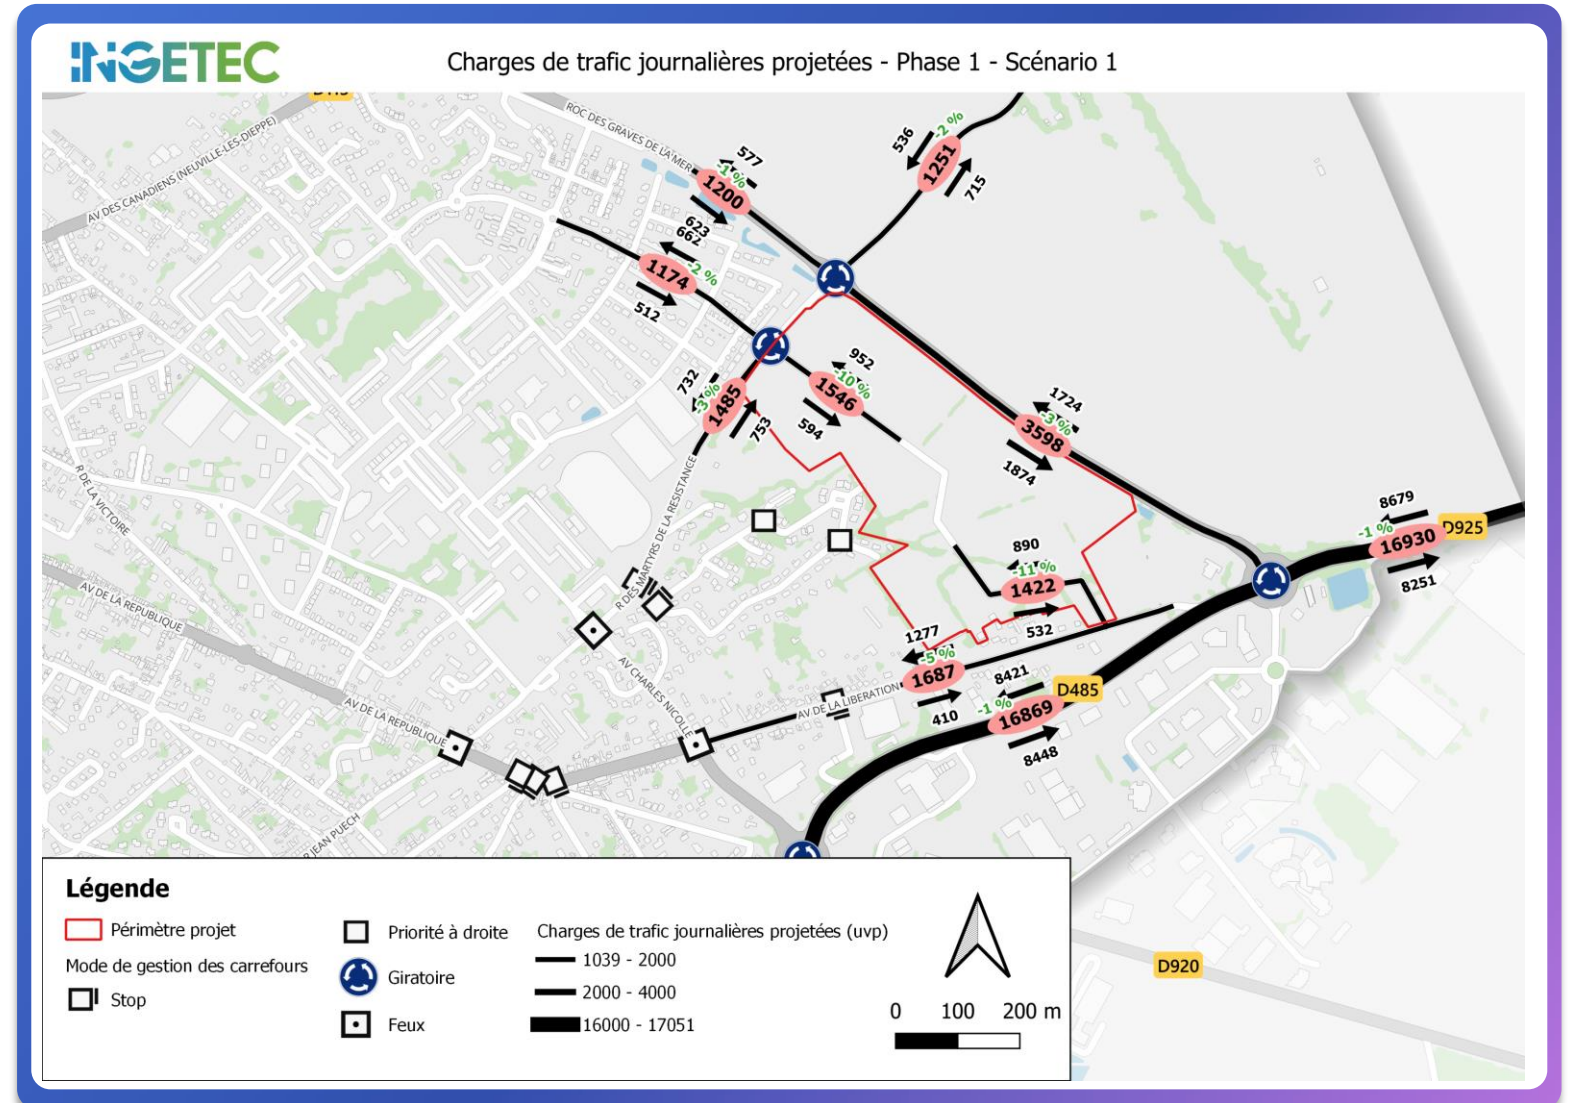 INGETEC
Charges de trafic journalières projetées - Phase 1 - Scénario 1
ROC DES GRAVES DE LA MER
AV DES CANADIENS (NEUVILLE-LES-DIEPPE)
577
-1 %
1200
623
536
-2 %
1251
715
662
-2 %
1174
512
732
-3 %
1485
753
952
-10 %
1546
594
1724
-3 %
3598
1874
8679
-1 %
16930
D925
8251
890
-11 %
1422
532
1277
-5 %
1687
410
8421
-1 %
16869
D485
8448
R DE LA VICTOIRE
R DES MARTYRS DE LA RESISTANCE
AV DE LA REPUBLIQUE
AV CHARLES NICOLLE
AV DE LA REPUBLIQUE
AV DE LA LIBERATION
JEAN PUECH
D920
Légende
Périmètre projet
Mode de gestion des carrefours
Stop
Priorité à droite
Giratoire
Feux
Charges de trafic journalières projetées (uvp)
1039 - 2000
2000 - 4000
16000 - 17051
0 100 200 m